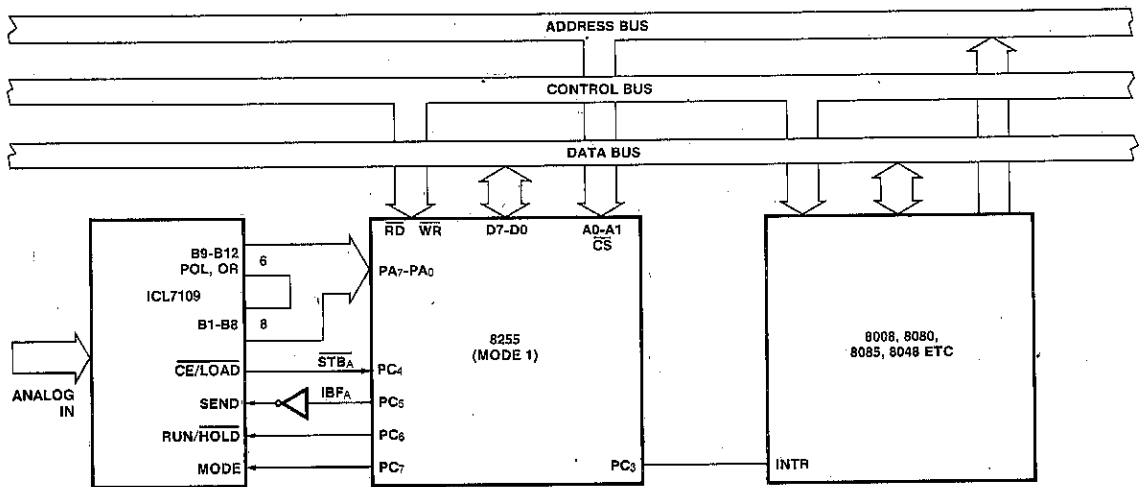 ADDRESS BUS
CONTROL BUS
DATA BUS
RD WR D7-D0 A0-A1
CS
B9-B12
POL, OR
6
ICL7109
B1-B8 8
PA7-PA0
8255
(MODE 1)
8008, 8080,
8085, 8048 ETC
ANALOG
IN
CE/LOAD STBA PC4
SEND IBFA PC5
RUN/HOLD PC6
MODE PC7
PC3 INTR